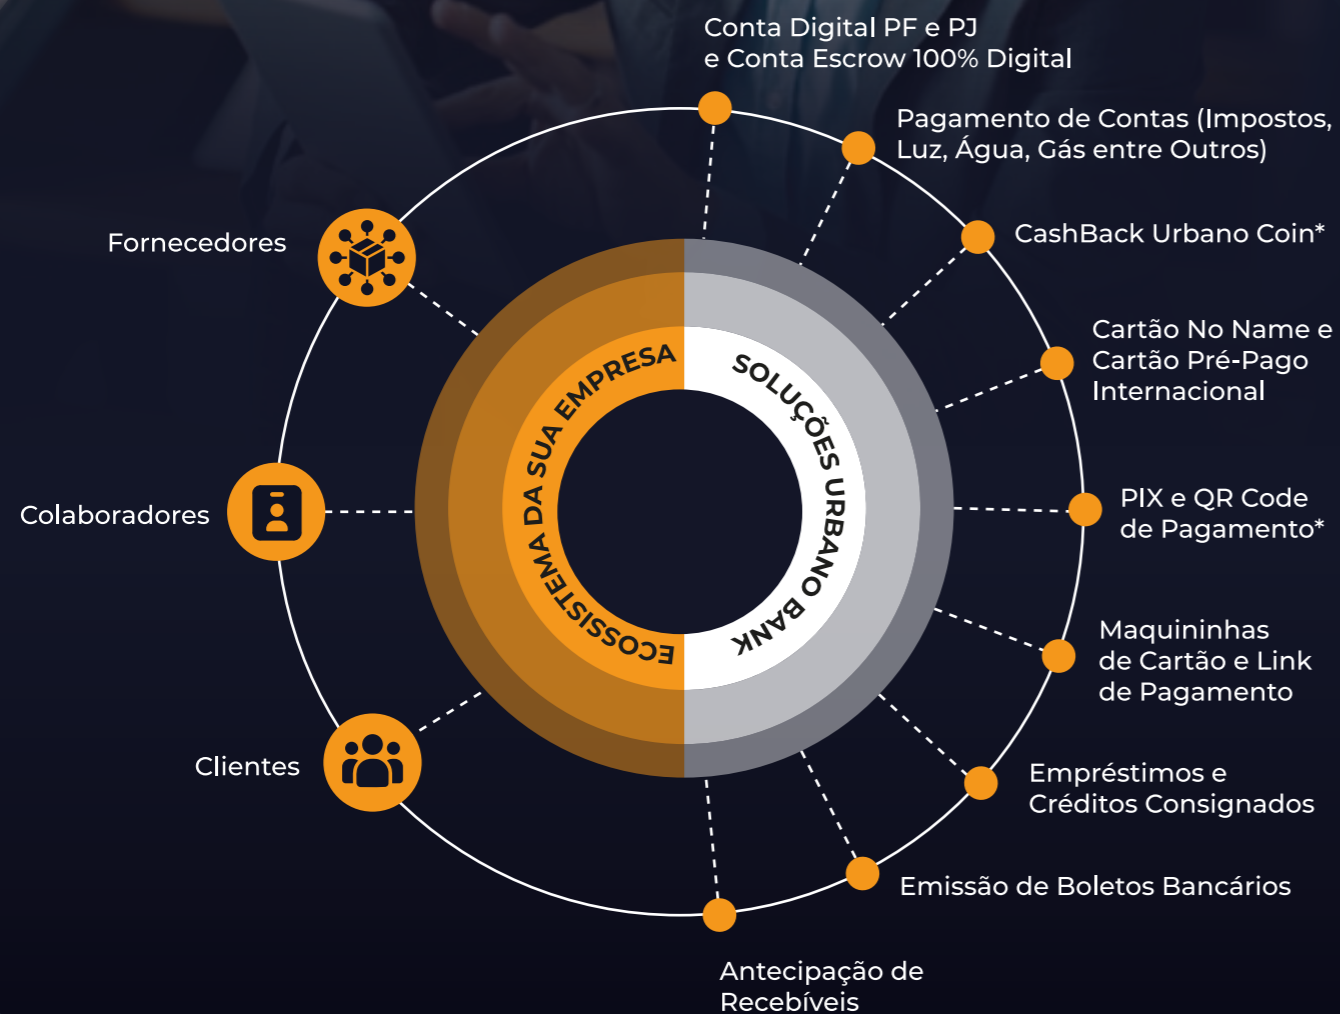 Conta Digital PF e PJ
e Conta Escrow 100% Digital
Pagamento de Contas (Impostos,
Luz, Água, Gás entre Outros)
CashBack Urbano Coin*
Cartão No Name e
Cartão Pré-Pago
Internacional
PIX e QR Code
de Pagamento*
Maquininhas
de Cartão e Link
de Pagamento
Empréstimos e
Créditos Consignados
Emissão de Boletos Bancários
Antecipação de
Recebíveis
Fornecedores
Colaboradores
Clientes
ECOSSSISTEMA DA SUA EMPRESA
SOLUÇÕES URBANO BANK